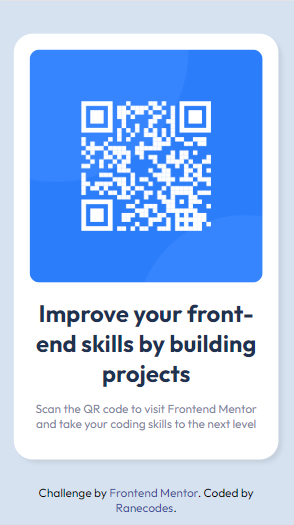 Improve your front-
end skills by building
projects
Scan the QR code to visit Frontend Mentor
and take your coding skills to the next level
Challenge by Frontend Mentor. Coded by
Ranecodes.